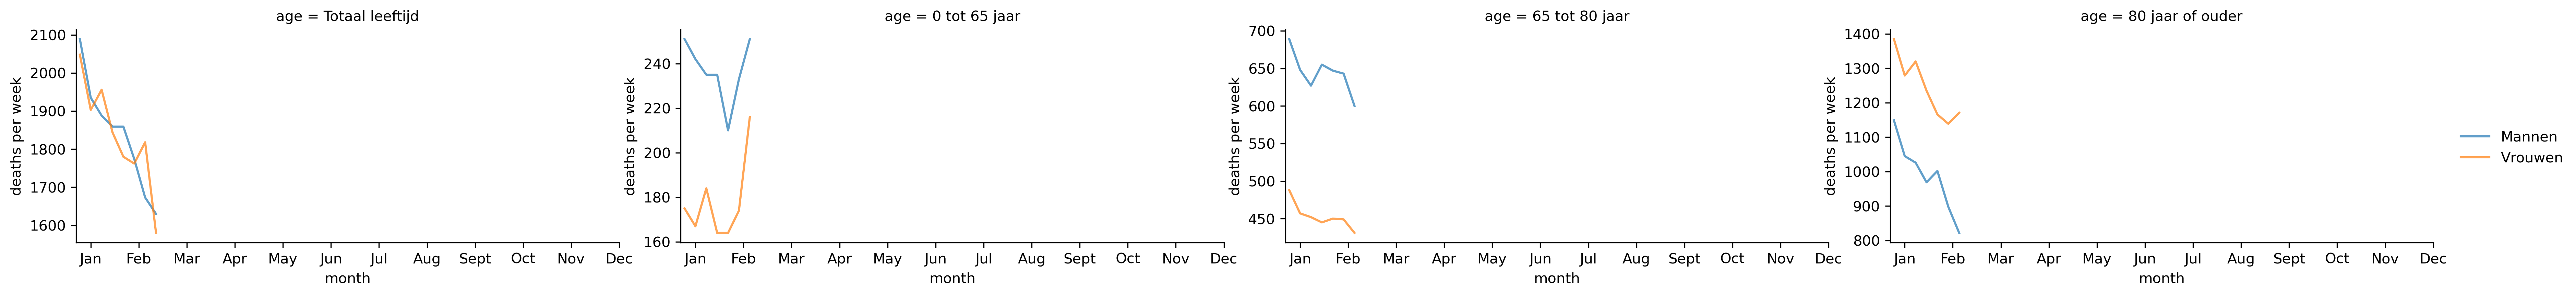 age = Totaal leeftijd
2100
2000
1900
1800
1700
1600
deaths per week
Jan Feb Mar Apr May Jun Jul Aug Sept Oct Nov Dec
month
age = 0 tot 65 jaar
240
220
200
180
160
deaths per week
Jan Feb Mar Apr May Jun Jul Aug Sept Oct Nov Dec
month
age = 65 tot 80 jaar
700
650
600
550
500
450
deaths per week
Jan Feb Mar Apr May Jun Jul Aug Sept Oct Nov Dec
month
age = 80 jaar of ouder
1400
1300
1200
1100
1000
900
800
deaths per week
Jan Feb Mar Apr May Jun Jul Aug Sept Oct Nov Dec
month
Mannen
Vrouwen